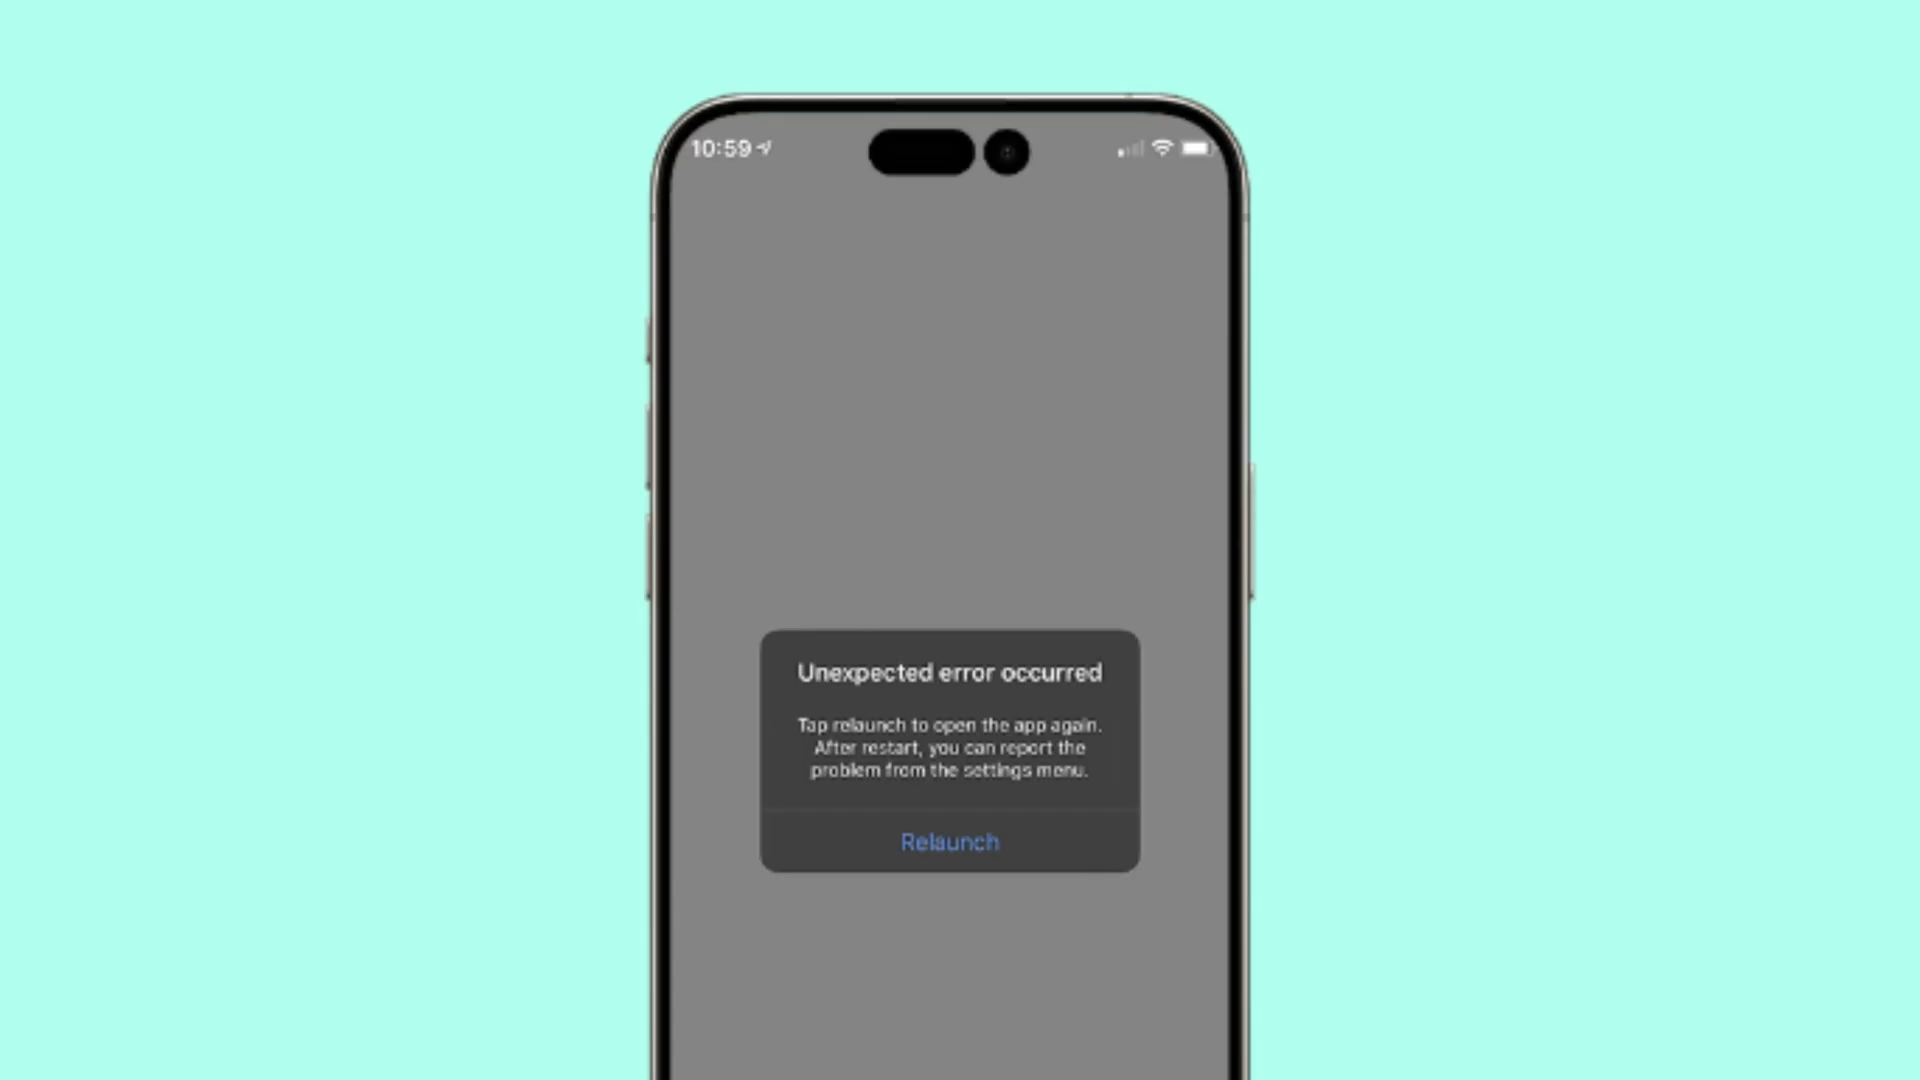 10:59
Unexpected error occurred
Tap relaunch to open the app again.
After restart, you can report the
problem from the settings menu.
Relaunch